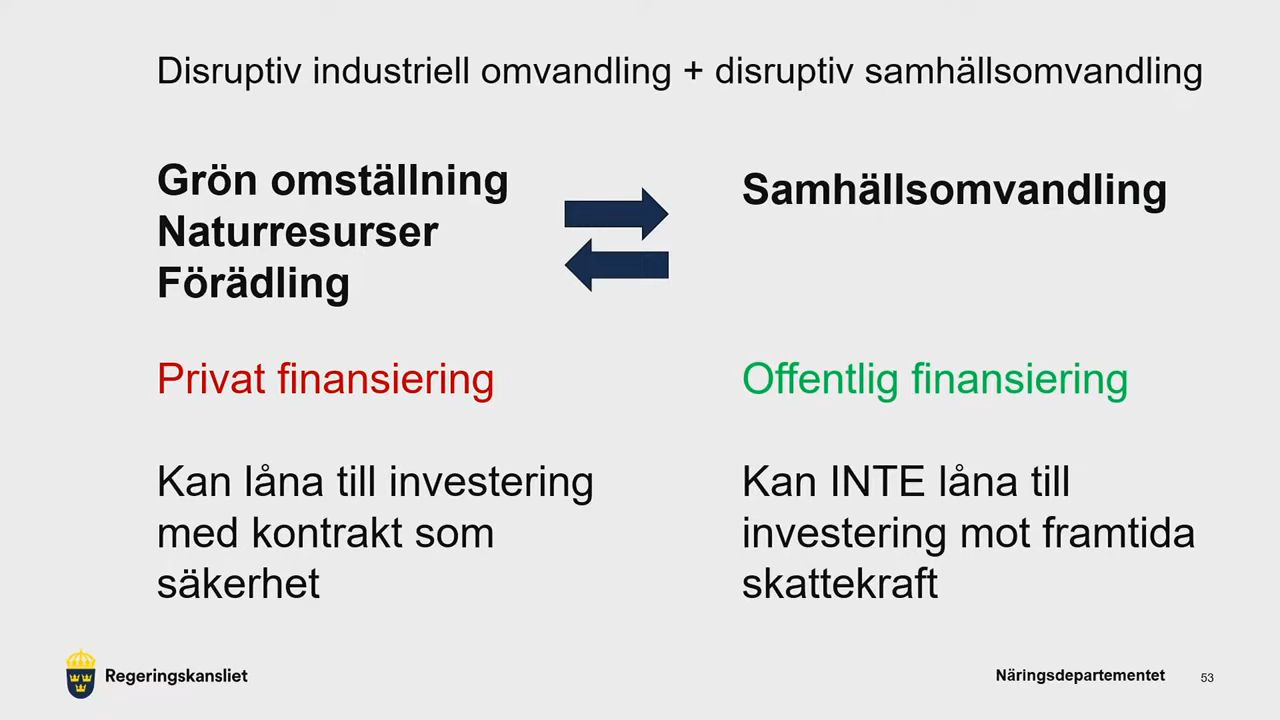 Disruptiv industriell omvandling + disruptiv samhällsomvandling
Grön omställning
Naturresurser
Förädling
Samhällsomvandling
Privat finansiering
Offentlig finansiering
Kan låna till investering
med kontrakt som
säkerhet
Kan INTE låna till
investering mot framtida
skattekraft
Regeringskansliet
Näringsdepartementet
53